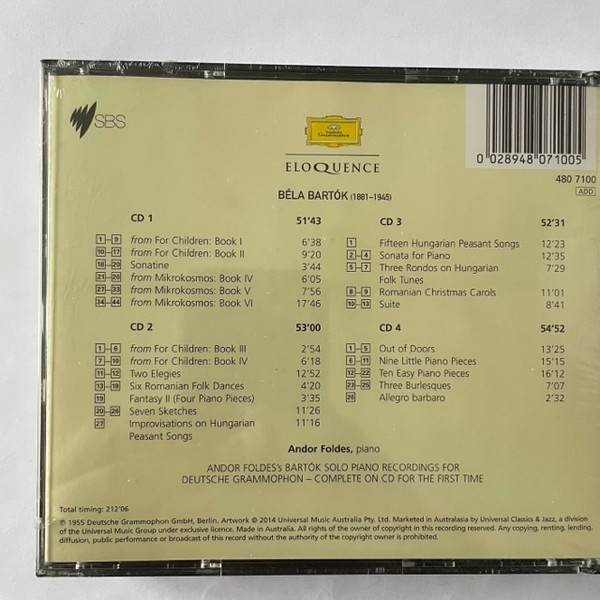 SBS
Deutsche Grammophon
ELOQUENCE
0 028948 071005
480 7100
ADD
BÉLA BARTÓK (1881–1945)
CD 1 51'43
1–9 from For Children: Book I 6'38
10–17 from For Children: Book II 9'20
18–20 Sonatine 3'44
21–26 from Mikrokosmos: Book IV 6'05
27–33 from Mikrokosmos: Book V 7'56
34–44 from Mikrokosmos: Book VI 17'46
CD 2 53'00
1–6 from For Children: Book III 2'54
7–10 from For Children: Book IV 6'18
11–12 Two Elegies 12'52
13–18 Six Romanian Folk Dances 4'20
19 Fantasy II (Four Piano Pieces) 3'35
20–26 Seven Sketches 11'26
27 Improvisations on Hungarian 11'16
Peasant Songs
CD 3 52'31
1 Fifteen Hungarian Peasant Songs 12'23
2–4 Sonata for Piano 12'35
5–7 Three Rondos on Hungarian 7'29
Folk Tunes
8–9 Romanian Christmas Carols 11'01
10–13 Suite 8'41
CD 4 54'52
1–5 Out of Doors 13'25
6–11 Nine Little Piano Pieces 15'15
12–22 Ten Easy Piano Pieces 16'12
23–25 Three Burlesques 7'07
26 Allegro barbaro 2'32
Andor Foldes, piano
ANDOR FOLDES's BARTÓK SOLO PIANO RECORDINGS FOR
DEUTSCHE GRAMMOPHON – COMPLETE ON CD FOR THE FIRST TIME
Total timing: 212'06
℗ 1955 Deutsche Grammophon GmbH, Berlin. Artwork © 2014 Universal Music Australia Pty. Ltd. Marketed in Australasia by Universal Classics & Jazz, a division
of the Universal Music Group under exclusive licence. Made in Australia. All rights of the owner of copyright in this recording reserved. Any copying, renting, lending,
diffusion, public performance or broadcast of this record without the authority of the copyright owner is prohibited.